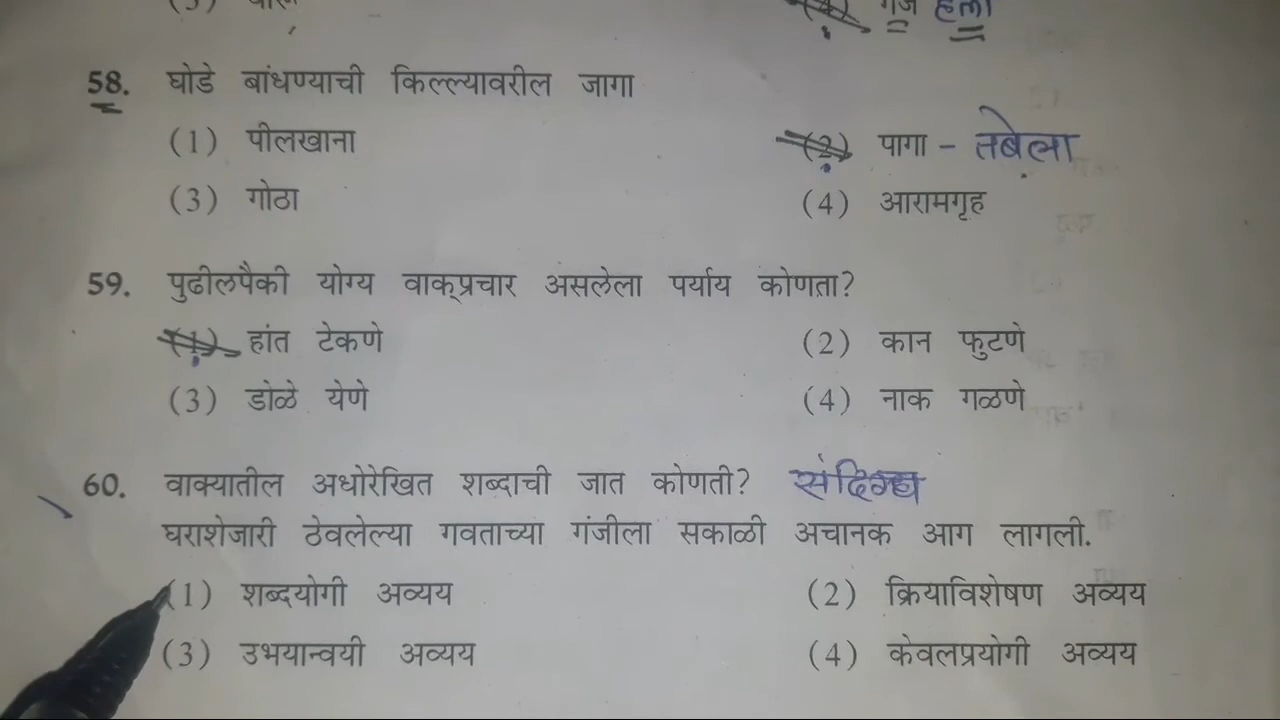 गंज हल्ला
58. घोडे बांधण्याची किल्ल्यावरील जागा
(1) पीलखाना (2) पागा – तबेला
(3) गोठा (4) आरामगृह
59. पुढीलपैकी योग्य वाक्प्रचार असलेला पर्याय कोणता?
(1) हांत टेकणे (2) कान फुटणे
(3) डोळे येणे (4) नाक गळणे
60. वाक्यातील अधोरेखित शब्दाची जात कोणती? संदिग्ध
घराशेजारी ठेवलेल्या गवताच्या गंजीला सकाळी अचानक आग लागली.
(1) शब्दयोगी अव्यय (2) क्रियाविशेषण अव्यय
(3) उभयान्वयी अव्यय (4) केवलप्रयोगी अव्यय